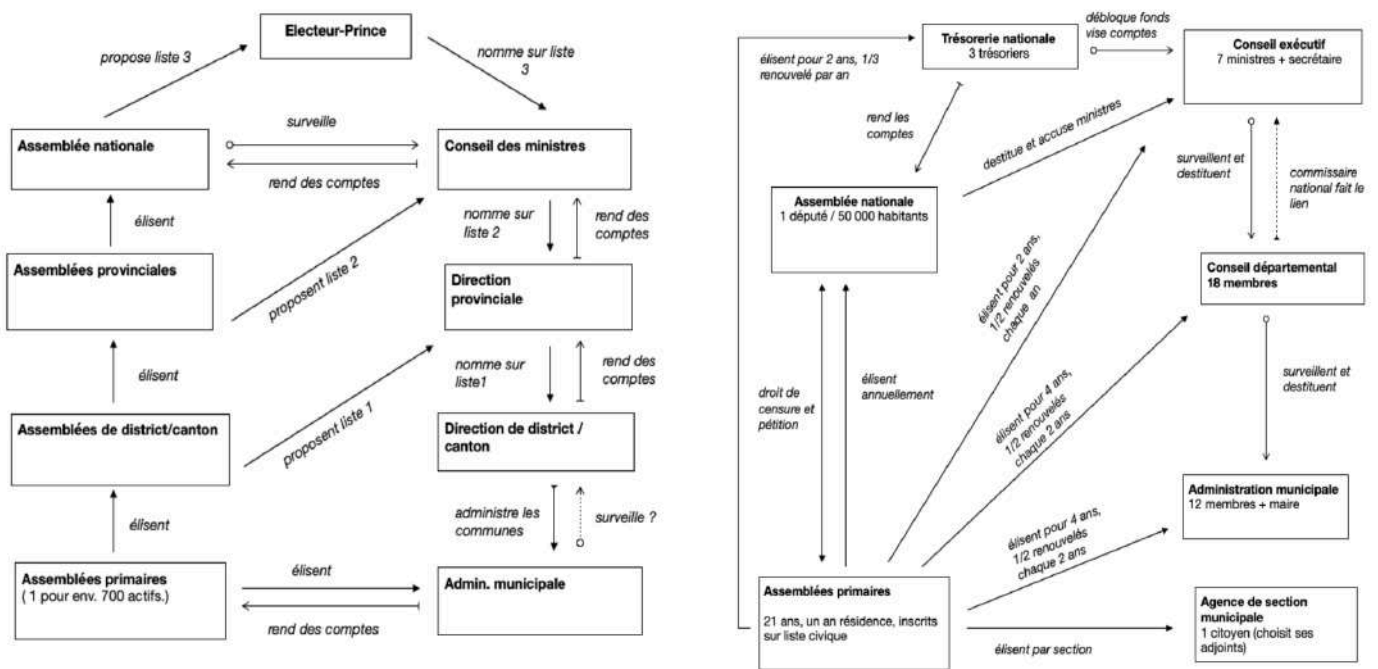 Electeur-Prince
propose liste 3
nomme sur liste
3
Assemblée nationale
surveille
rend des comptes
Conseil des ministres
élisent
proposent liste 2
nomme sur
liste 2
rend des
comptes
Assemblées provinciales
Direction
provinciale
élisent
proposent liste 1
nomme sur
liste1
rend des
comptes
Assemblées de district/canton
Direction de district /
canton
élisent
administre les
communes
surveille ?
Assemblées primaires
( 1 pour env. 700 actifs.)
élisent
rend des comptes
Admin. municipale
élisent pour 2 ans, 1/3
renouvelé par an
Trésorerie nationale
3 trésoriers
débloque fonds
vise comptes
Conseil exécutif
7 ministres + secrétaire
rend les
comptes
destitue et accuse ministres
surveillent et
destituent
commissaire
national fait le
lien
Assemblée nationale
1 député / 50 000 habitants
élisent pour 2 ans,
1/2 renouvelés
chaque an
Conseil départemental
18 membres
droit de
censure et
pétition
élisent
annuellement
élisent pour 4 ans,
1/2 renouvelés
chaque 2 ans
surveillent et
destituent
Administration municipale
12 membres + maire
élisent pour 4 ans,
1/2 renouvelés
chaque 2 ans
Assemblées primaires
21 ans, un an résidence, inscrits
sur liste civique
élisent par section
Agence de section
municipale
1 citoyen (choisit ses
adjoints)